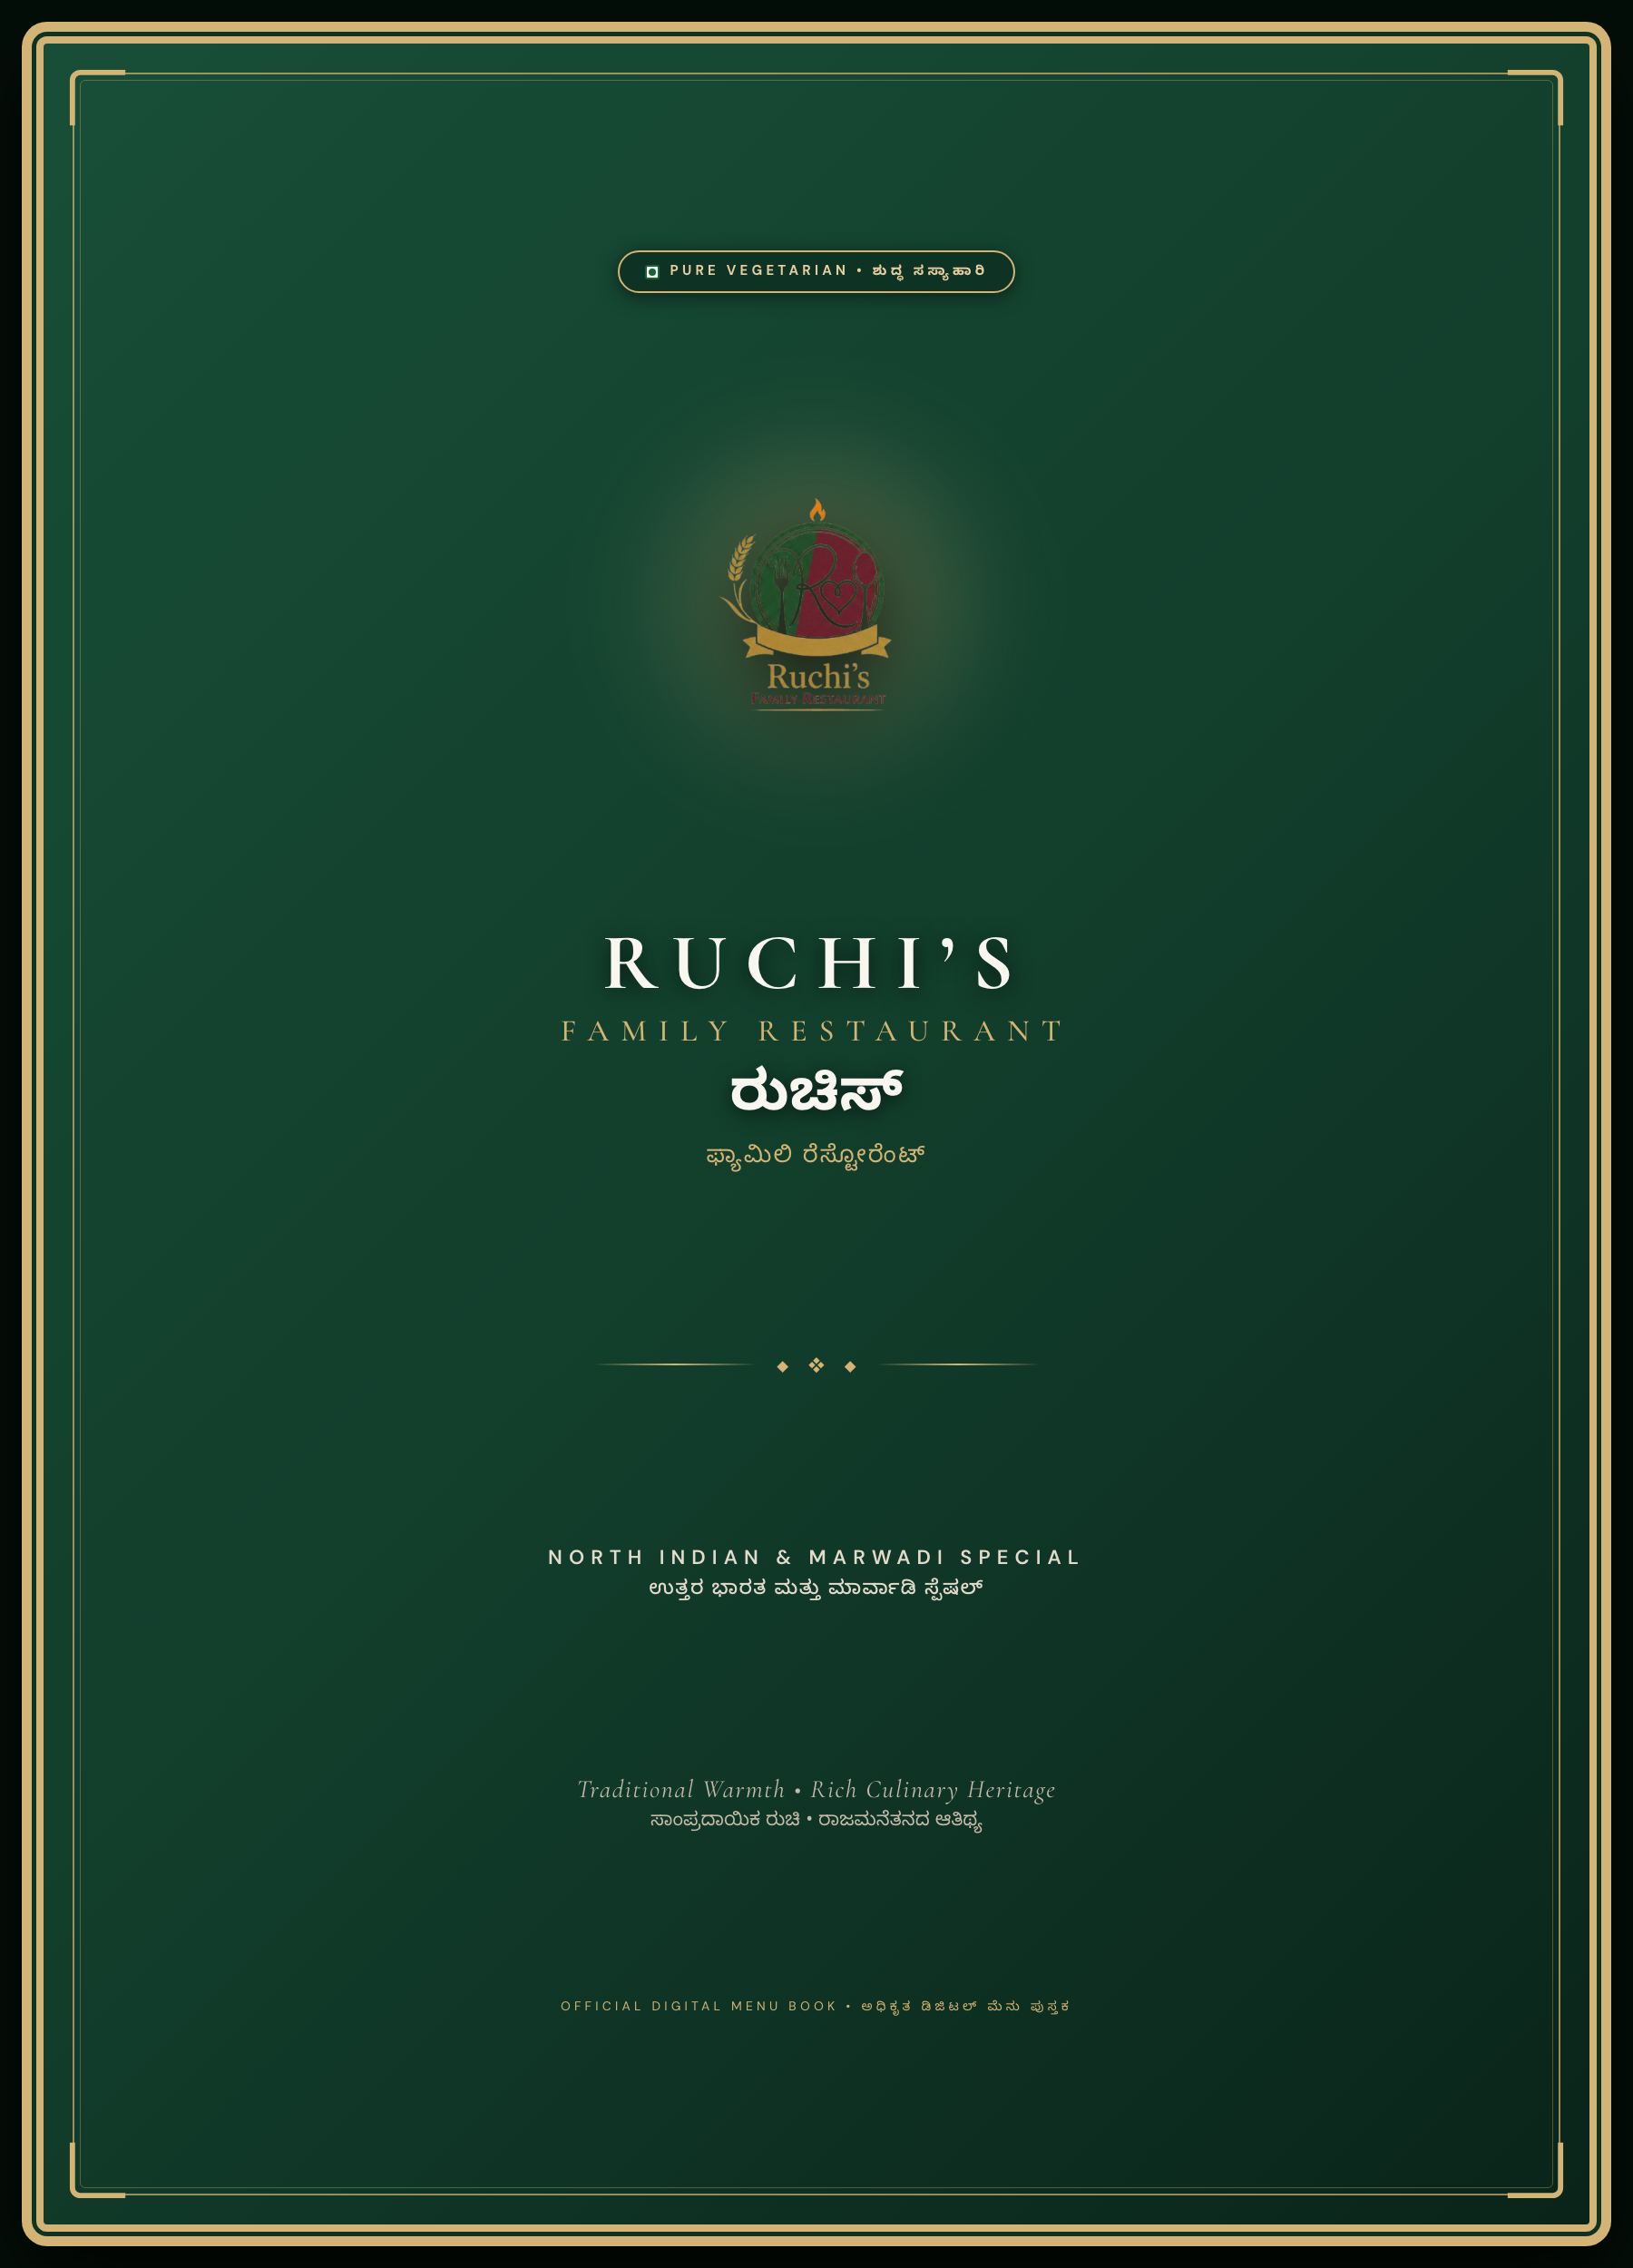 PURE VEGETARIAN • ಶುದ್ಧ ಸಸ್ಯಾಹಾರಿ
Ruchi's
FAMILY RESTAURANT
RUCHI'S
FAMILY RESTAURANT
ರುಚಿಸ್
ಫ್ಯಾಮಿಲಿ ರೆಸ್ಟೋರೆಂಟ್
NORTH INDIAN & MARWADI SPECIAL
ಉತ್ತರ ಭಾರತ ಮತ್ತು ಮಾರ್ವಾಡಿ ಸ್ಪೆಷಲ್
Traditional Warmth • Rich Culinary Heritage
ಸಾಂಪ್ರದಾಯಿಕ ರುಚಿ • ರಾಜಮನೆತನದ ಆತಿಥ್ಯ
OFFICIAL DIGITAL MENU BOOK • ಅಧಿಕೃತ ಡಿಜಿಟಲ್ ಮೆನು ಪುಸ್ತಕ